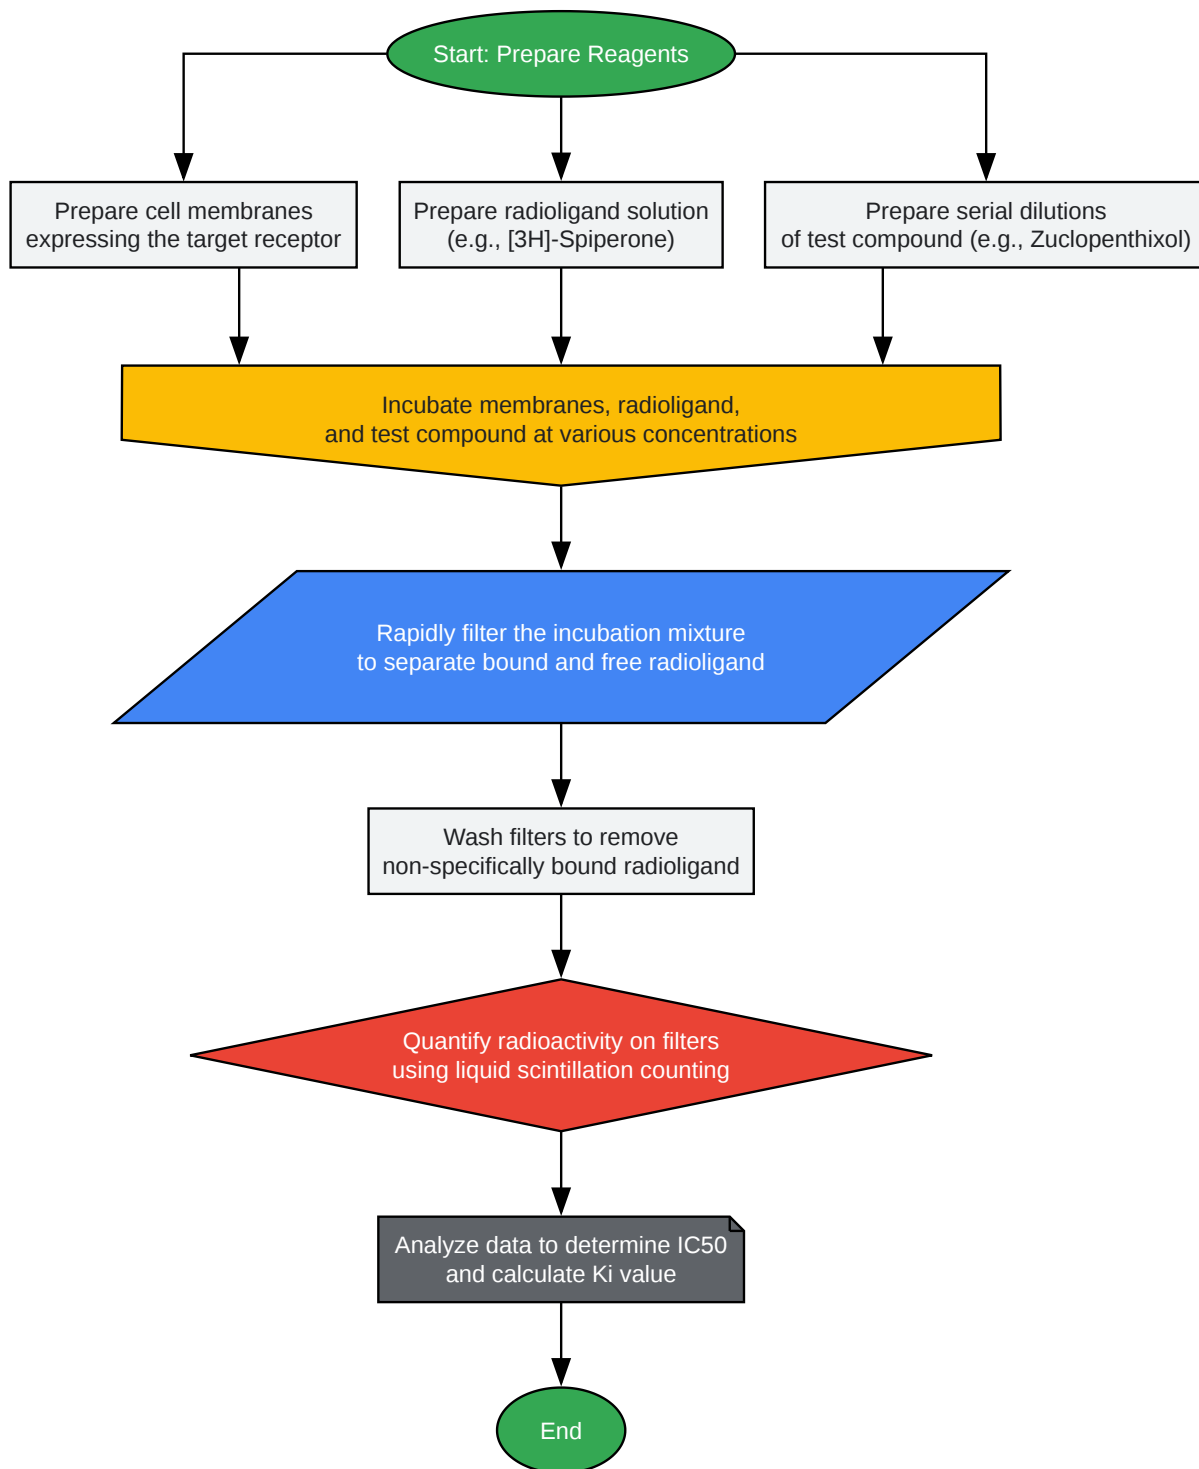 Start: Prepare Reagents
Prepare cell membranes
expressing the target receptor
Prepare radioligand solution
(e.g., [3H]-Spiperone)
Prepare serial dilutions
of test compound (e.g., Zuclopenthixol)
Incubate membranes, radioligand,
and test compound at various concentrations
Rapidly filter the incubation mixture
to separate bound and free radioligand
Wash filters to remove
non-specifically bound radioligand
Quantify radioactivity on filters
using liquid scintillation counting
Analyze data to determine IC50
and calculate Ki value
End